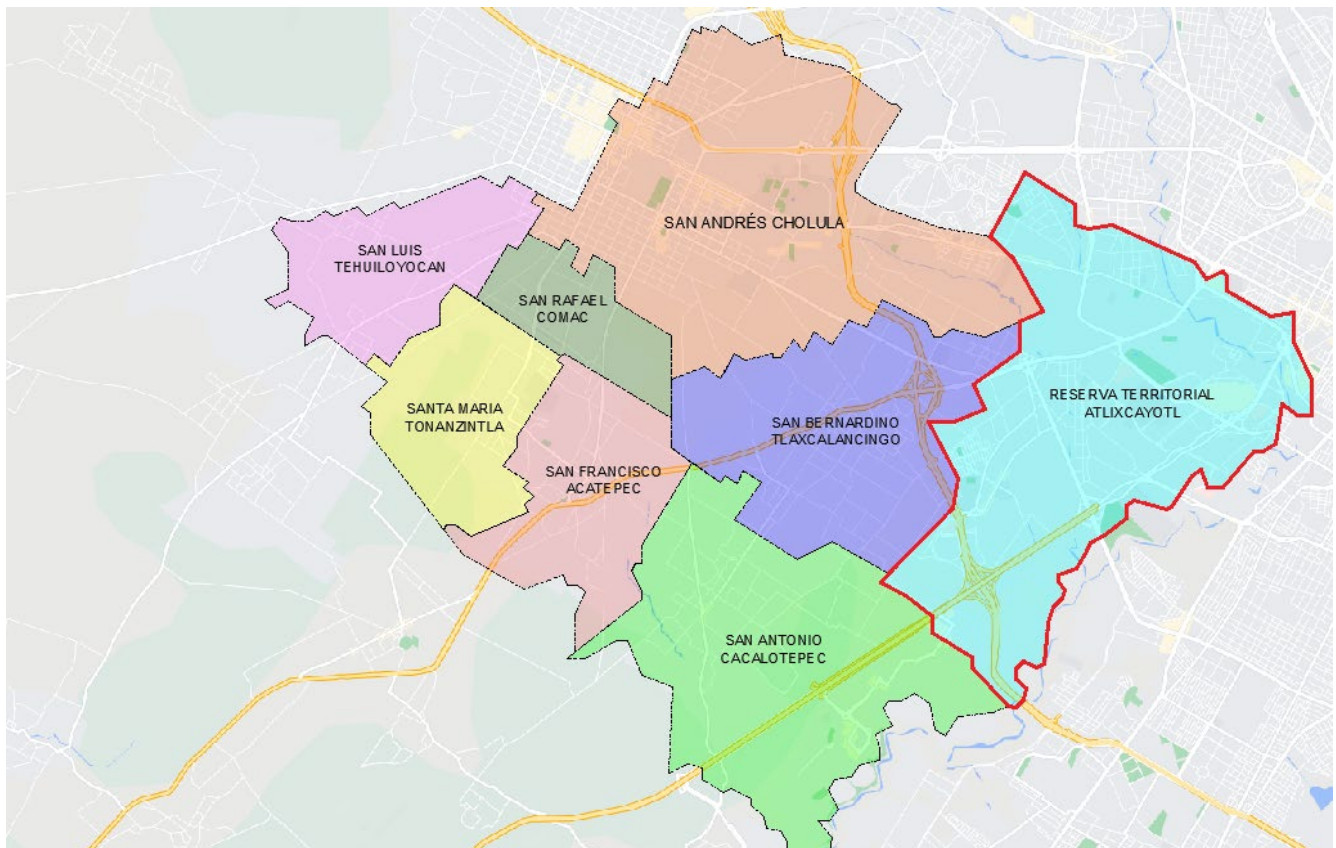 SAN ANDRÉS CHOLULA
SAN LUIS
TEHUILOYOCAN
SAN RAFAEL
COMAC
RESERVA TERRITORIAL
ATLIXCAYOTL
SANTA MARIA
TONANZINTLA
SAN BERNARDINO
TLAXCALANCINGO
SAN FRANCISCO
ACATEPEC
SAN ANTONIO
CACALOTEPEC